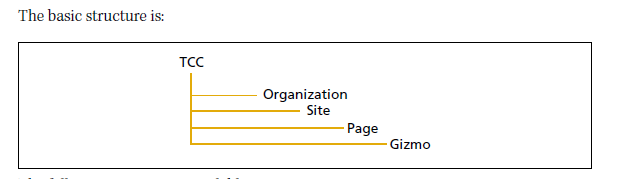 The basic structure is:
TCC
Organization
Site
Page
Gizmo